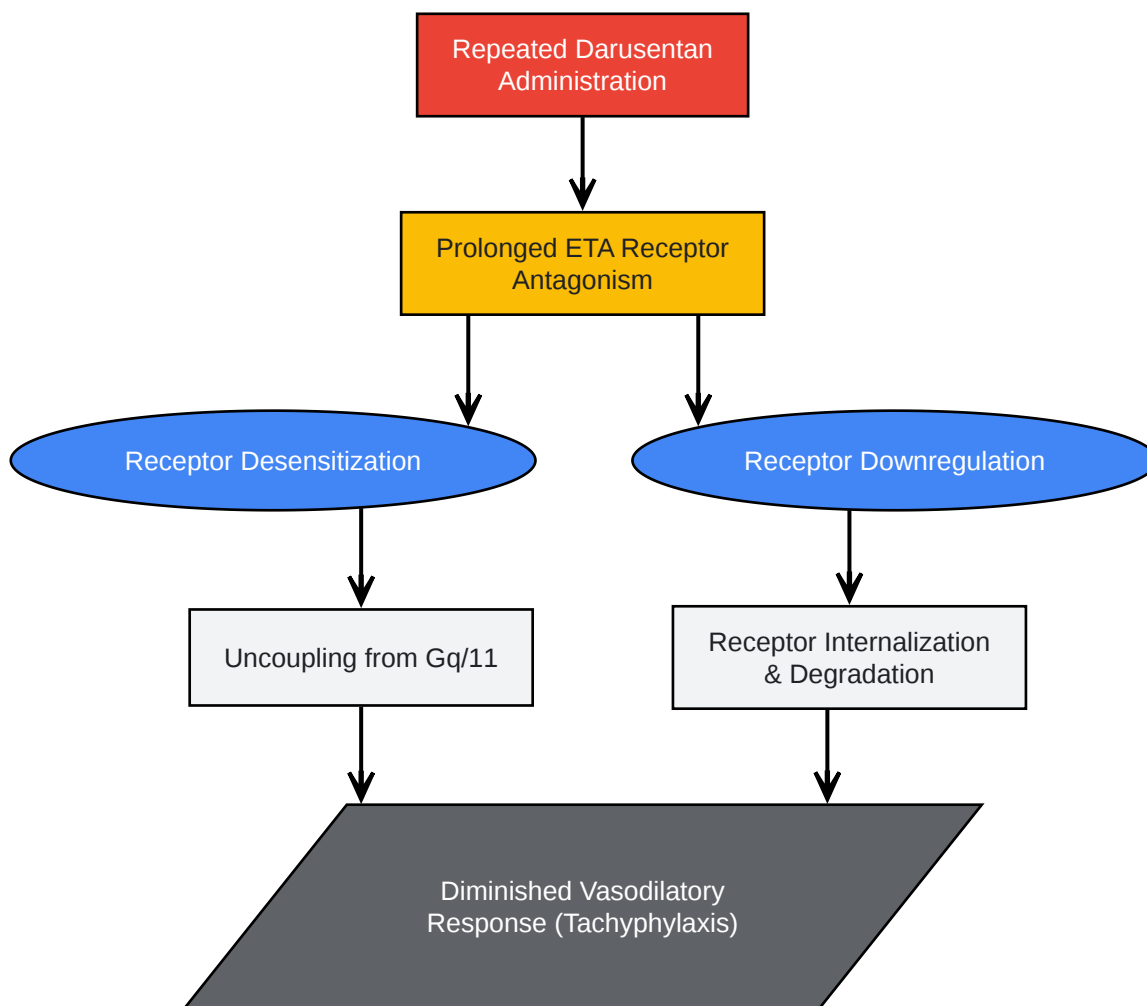 Repeated Darusentan
Administration
Prolonged ETA Receptor
Antagonism
Receptor Desensitization
Receptor Downregulation
Uncoupling from Gq/11
Receptor Internalization
& Degradation
Diminished Vasodilatory
Response (Tachyphylaxis)